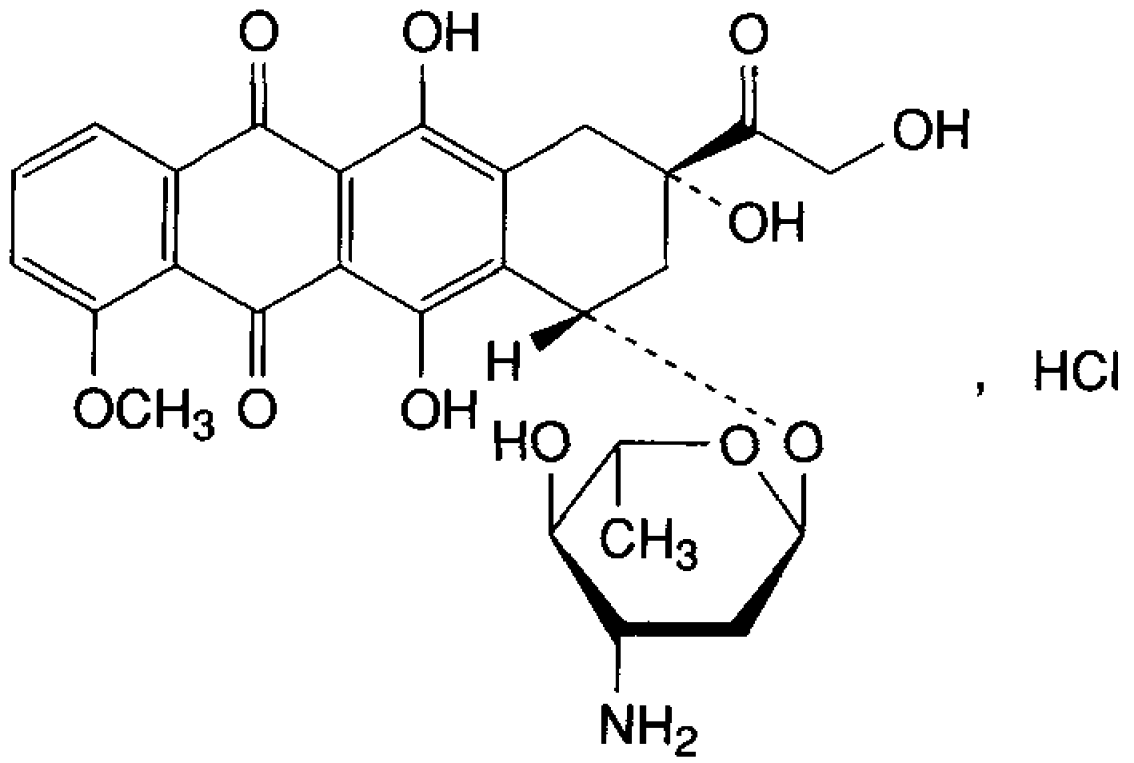 O OH O
OH
OH
H
, HCl
OCH3 O OH
HO O O
CH3
NH2